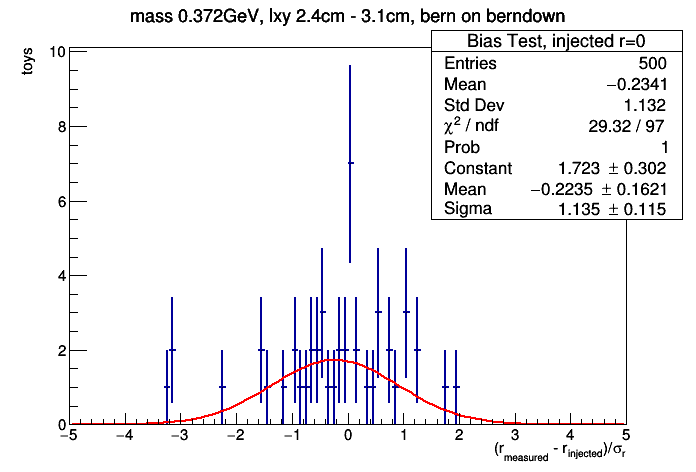 mass 0.372GeV, lxy 2.4cm - 3.1cm, bern on berndown
Bias Test, injected r=0
Entries 500
Mean −0.2341
Std Dev 1.132
χ² / ndf 29.32 / 97
Prob 1
Constant 1.723 ± 0.302
Mean −0.2235 ± 0.1621
Sigma 1.135 ± 0.115
toys
10
8
6
4
2
0
−5 −4 −3 −2 −1 0 1 2 3 4 5
(r_measured - r_injected)/σ_r